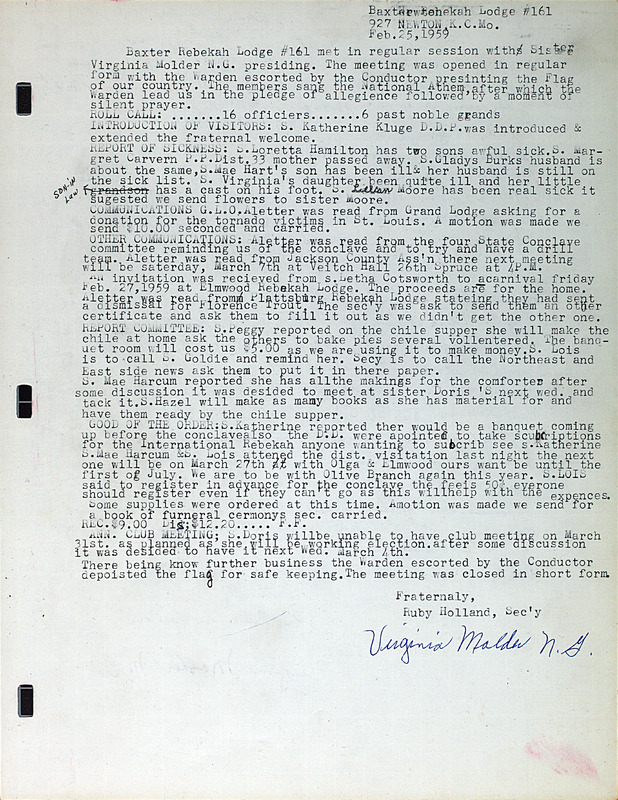 Baxter Rebekah Lodge #161
927 NEWTON,K.C.Mo.
Feb.25,1959
Baxter Rebekah Lodge #161 met in regular session with Sister
Virginia Molder N.G. presiding. The meeting was opened in regular
form with the Warden escorted by the Conductor presinting the Flag
of our country. The members sang the National Athem,after which the
Warden lead us in the pledge of allegience followed by a moment of
silent prayer.
ROLL CALL: .......16 officiers.......6 past noble grands
INTRODUCTION OF VISITORS: S. Katherine Kluge D.D.P.was introduced &
extended the fraternal welcome.
REPORT OF SICKNESS: S.Loretta Hamilton has two sons awful sick.S. Mar-
gret Carvern P.P.Dist.33 mother passed away. S.Gladys Burks husband is
about the same,S.Mae Hart's son has been ill& her husband is still on
the sick list. S. Virginia's daughter been quite ill and her little
son-in law grandson has a cast on his foot. S. Lillian Moore has been real sick it
sugested we send flowers to sister Moore.
COMMUNICATIONS G.L.O.Aletter was read from Grand Lodge asking for a
donation for the tornado victims in St. Louis. A motion was made we
send $10.00 seconded and carried.
OTHER COMMUNICATIONS: Aletter was read from the four State Conclave
committee reminding us of the conclave and to try and have a drill
team. Aletter was read from Jackson County Ass'n there next meeting
will be saterday, March 7th at Veitch Hall 26th Spruce at 4P.M.
An invitation was recieved from s.Letha Cotsworth to acarnival friday
Feb. 27,1959 at Elmwood Rebekah Lodge. The proceeds are for the home.
Aletter was read from Plattsburg Rebekah Lodge stateing they had sent
a dismisal for Florence Trout. The sec'y was ask to send them an other
certificate and ask them to fill it out as we didn't get the other one.
REPORT COMMITTEE: S.Peggy reported on the chile supper she will make the
chile at home ask the others to bake pies several vollentered. The banq-
uet room will cost us $5.00 as we are using it to make money.S. Lois
is to call S. Goldie and remind her. Secy is to call the Northeast and
East side news ask them to put it in there paper.
S. Mae Harcum reported she has allthe makings for the comforter after
some discussion it was desided to meet at sister Doris 's next wed. and
tack it.S.Hazel will make as many books as she has material for and
have them ready by the chile supper.
GOOD OF THE ORDER:S.Katherine reported ther would be a banquet coming
up before the conclavealso the D.D. were apointed to take scubcriptions
for the International Rebekah anyone wanting to subcrib see s.Katherine
S.Mae Harcum &S. Lois attened the dist. visitation last night the next
one will be on March 27th with Olga & Elmwood ours want be until the
first of July. We are to be with Olive Branch again this year. S.LOIS
said to register in advance for the conclave she feels 50% everone
should register even if they can't go as this willhelp with the expences.
Some supplies were ordered at this time. Amotion was made we send for
a book of furneral cermonys sec. carried.
REC.$9.00 Dis;$12.20..... F.F.
ANN. CLUB MEETING; S.Doris willbe unable to have club meeting on March
31st. as planned as she will be working election.after some discussion
it was desided to have it next Wed. March 4th.
There being know further business the Warden escorted by the Conductor
depoisted the flag for safe keeping.The meeting was closed in short form.
Fraternaly,
Ruby Holland, Sec'y
Virginia Molder N.G.